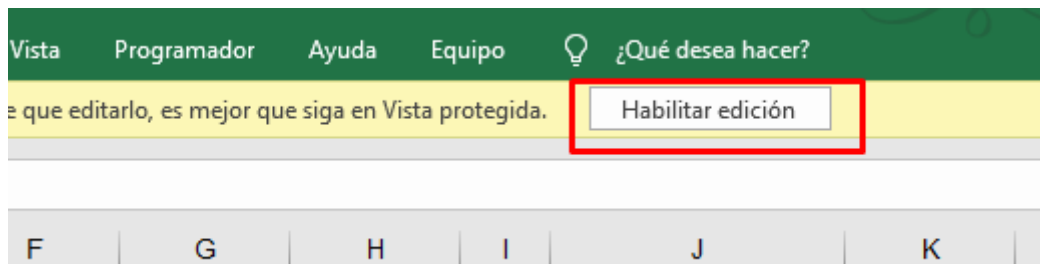 Vista Programador Ayuda Equipo ¿Qué desea hacer?
e que editarlo, es mejor que siga en Vista protegida. Habilitar edición
F G H I J K